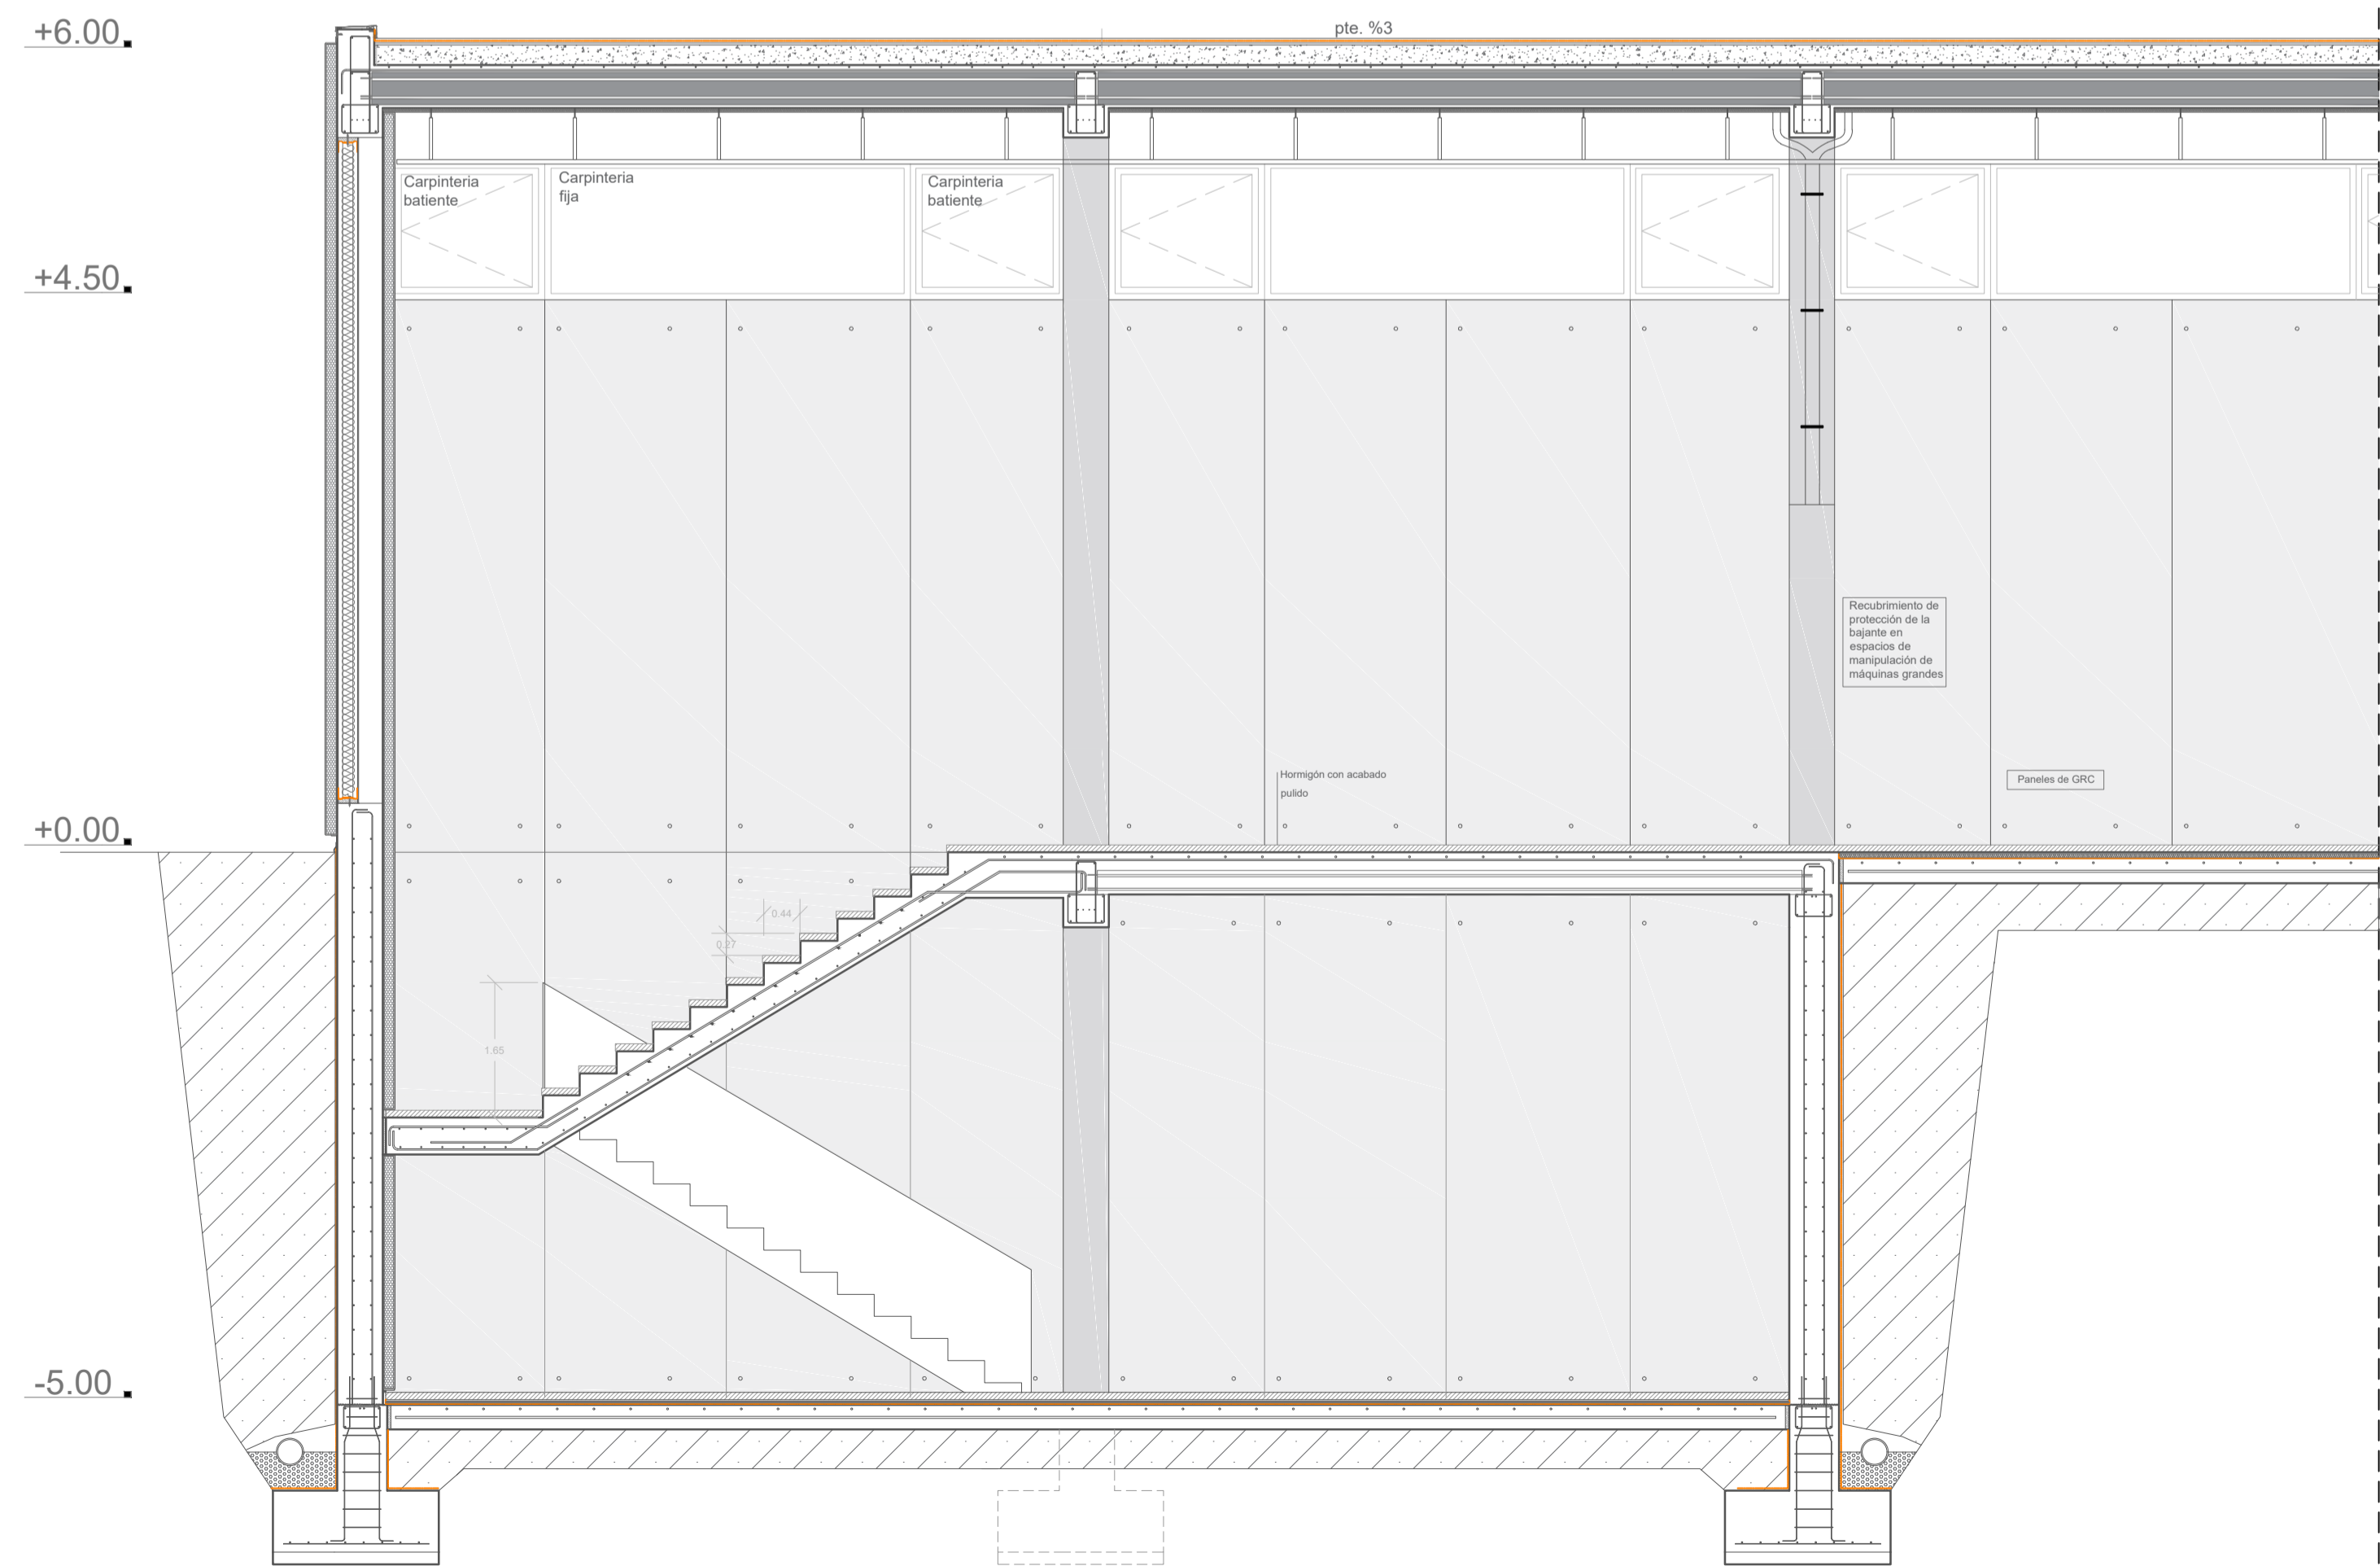 +6.00
pte. %3
Carpinteria
batiente
Carpinteria
fija
Carpinteria
batiente
+4.50
Recubrimiento de
protección de la
bajante en
espacios de
manipulación de
máquinas grandes
Hormigón con acabado
pulido
Paneles de GRC
+0.00
0.44
0.27
1.65
-5.00